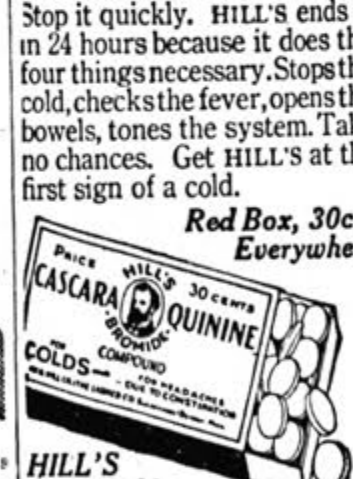 Stop it quickly. HILL'S ends
in 24 hours because it does th
four things necessary. Stops th
cold, checks the fever, opens th
bowels, tones the system. Tak
no chances. Get HILL'S at th
first sign of a cold.
Red Box, 30c
Everywhe
PRICE 30 CENTS
HILL'S
CASCARA QUININE
BROMIDE
COMPOUND
FOR
COLDS—
FOR HEADACHES
DUE TO CONSTIPATION
HILL'S